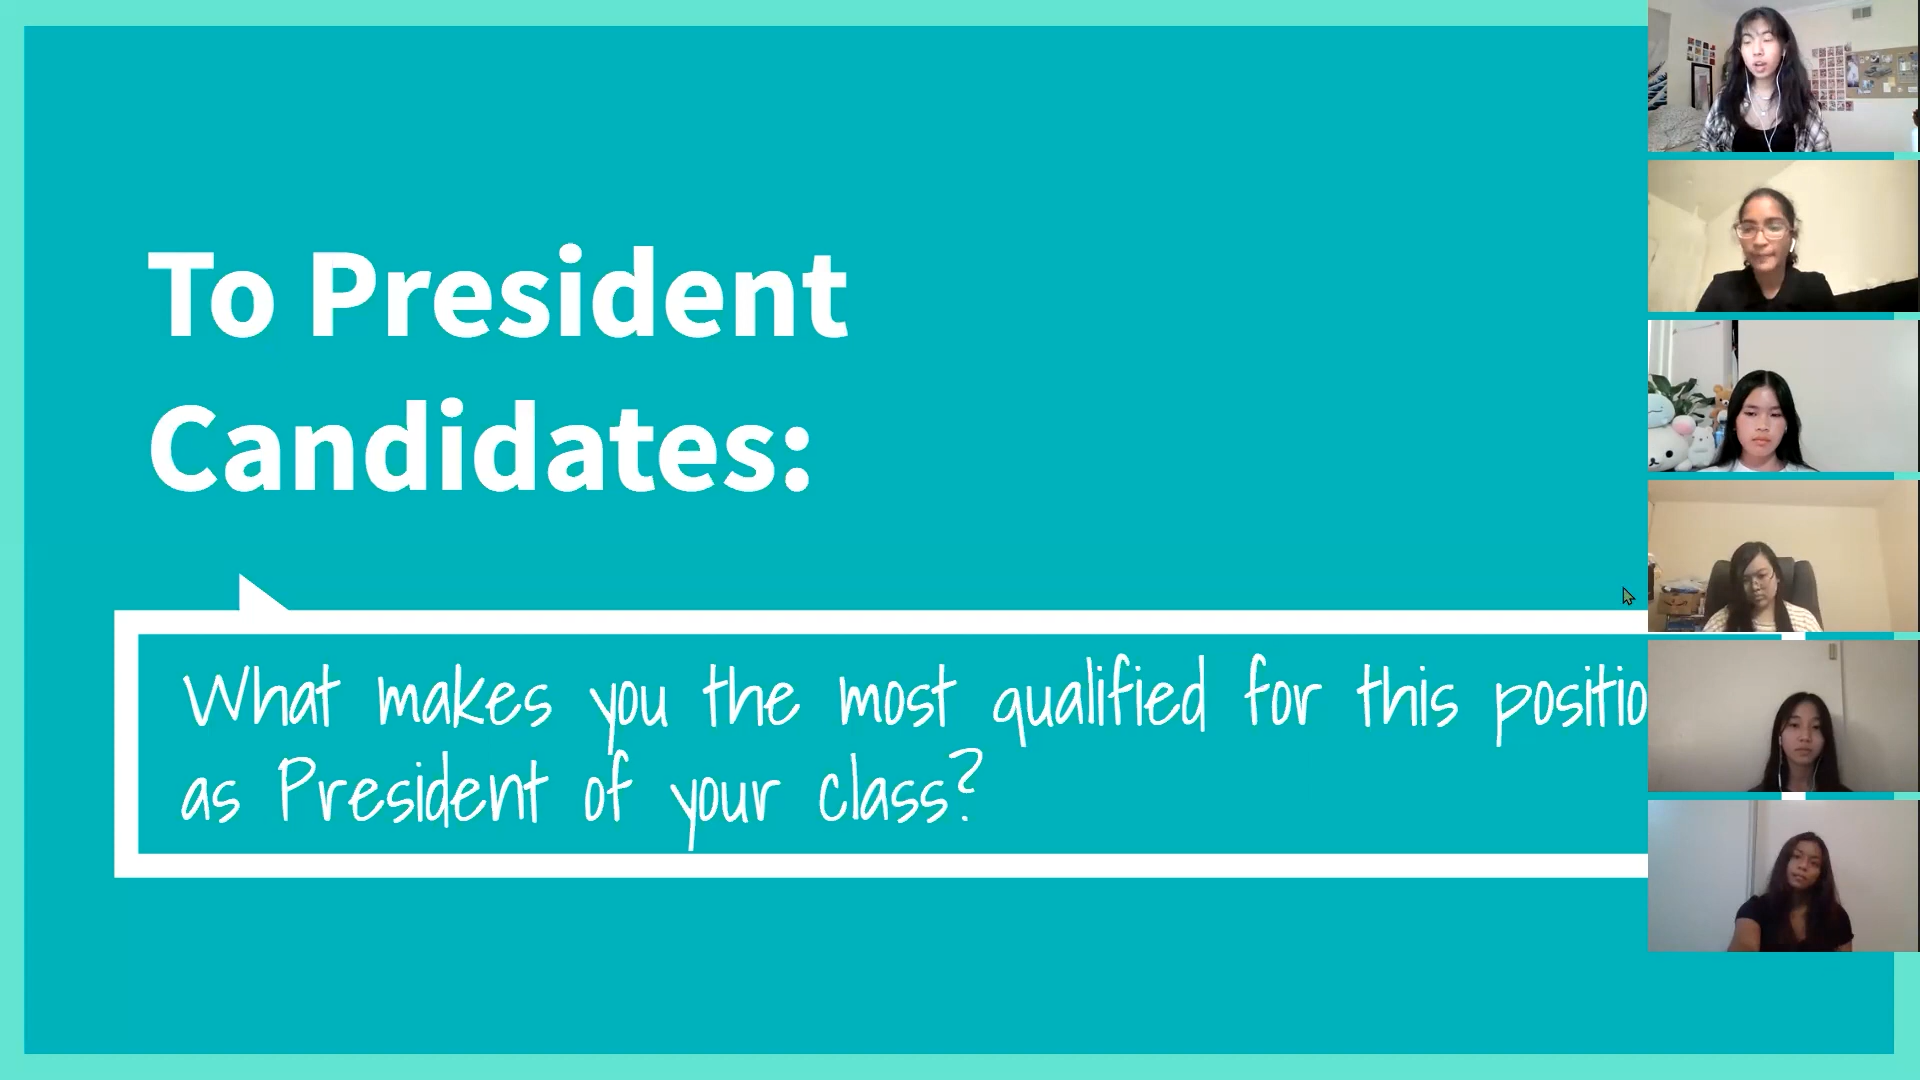 To President
Candidates:
What makes you the most qualified for this positio
as President of your class?